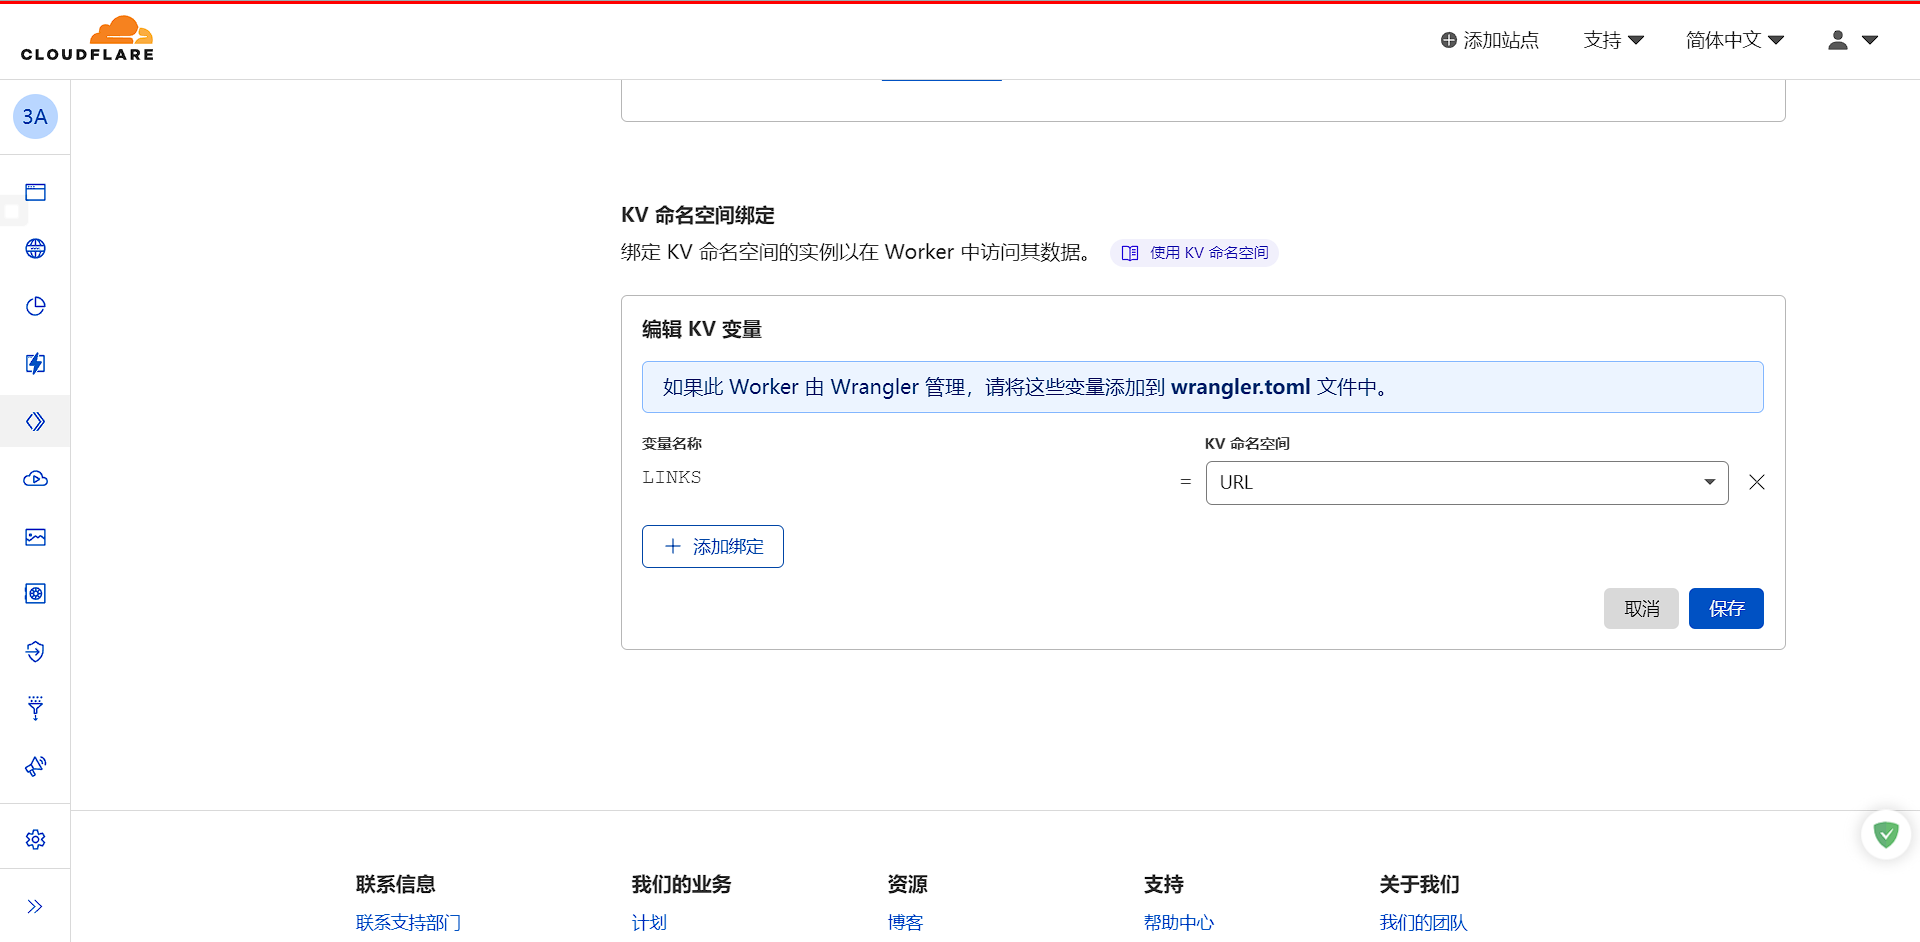 CLOUDFLARE
添加站点
支持
简体中文
3A
KV 命名空间绑定
绑定 KV 命名空间的实例以在 Worker 中访问其数据。
使用 KV 命名空间
编辑 KV 变量
如果此 Worker 由 Wrangler 管理，请将这些变量添加到 wrangler.toml 文件中。
变量名称
KV 命名空间
LINKS
=
URL
添加绑定
取消
保存
联系信息
我们的业务
资源
支持
关于我们
联系支持部门
计划
博客
帮助中心
我们的团队